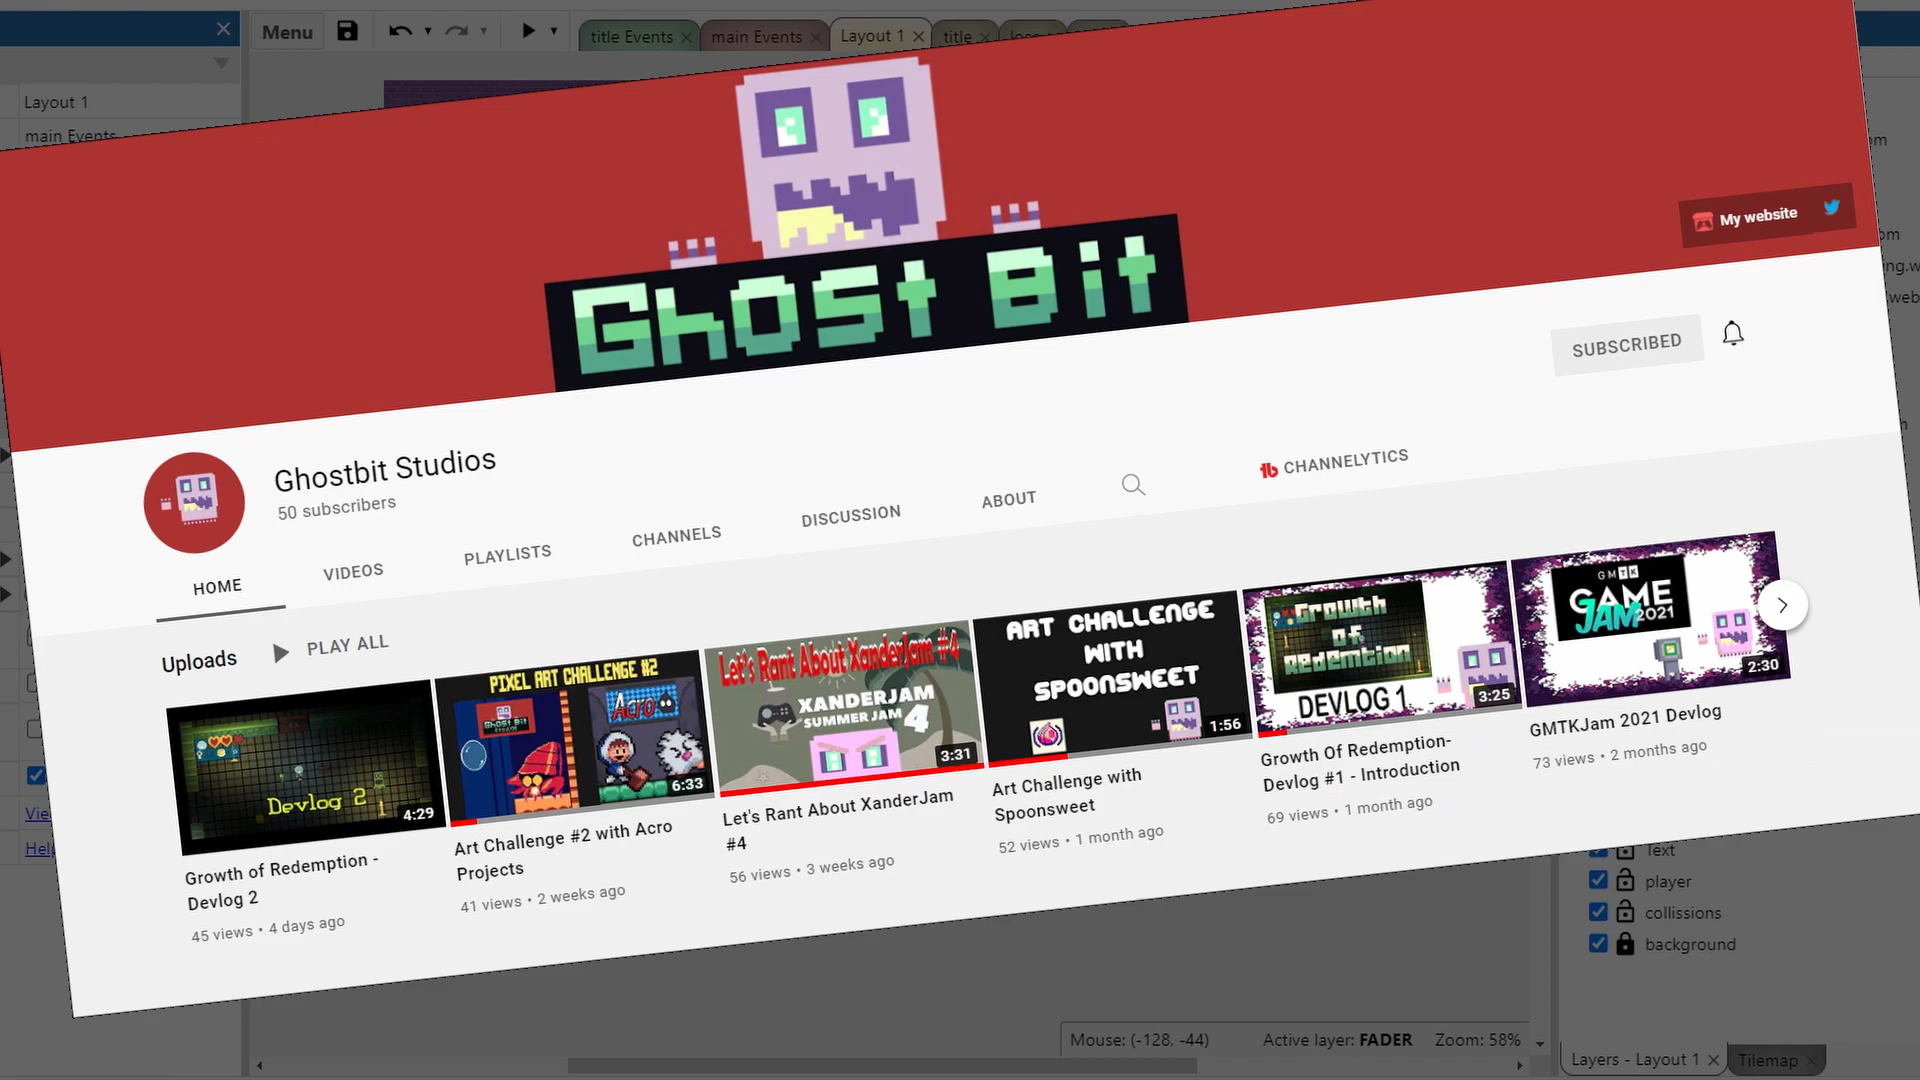 Menu
title Events
main Events
Layout 1
title
Layout 1
main Events
Ghost Bit
My website
SUBSCRIBED
Ghostbit Studios
50 subscribers
HOME
VIDEOS
PLAYLISTS
CHANNELS
DISCUSSION
ABOUT
CHANNELYTICS
Uploads
PLAY ALL
Devlog 2
4:29
Growth of Redemption -
Devlog 2
45 views • 4 days ago
PIXEL ART CHALLENGE #2
GHOST BIT
Acro
6:33
Art Challenge #2 with Acro
Projects
41 views • 2 weeks ago
Let's Rant About XanderJam #4
XANDERJAM
SUMMER JAM 4
3:31
Let's Rant About XanderJam
#4
56 views • 3 weeks ago
ART CHALLENGE
WITH
SPOONSWEET
1:56
Art Challenge with
Spoonsweet
52 views • 1 month ago
Growth
of
Redemtion
DEVLOG 1
3:25
Growth Of Redemption-
Devlog #1 - Introduction
69 views • 1 month ago
GMTK
GAME
JAM 2021
2:30
GMTKJam 2021 Devlog
73 views • 2 months ago
Text
player
collissions
background
Mouse: (-128, -44)
Active layer: FADER
Zoom: 58%
Layers - Layout 1
Tilemap